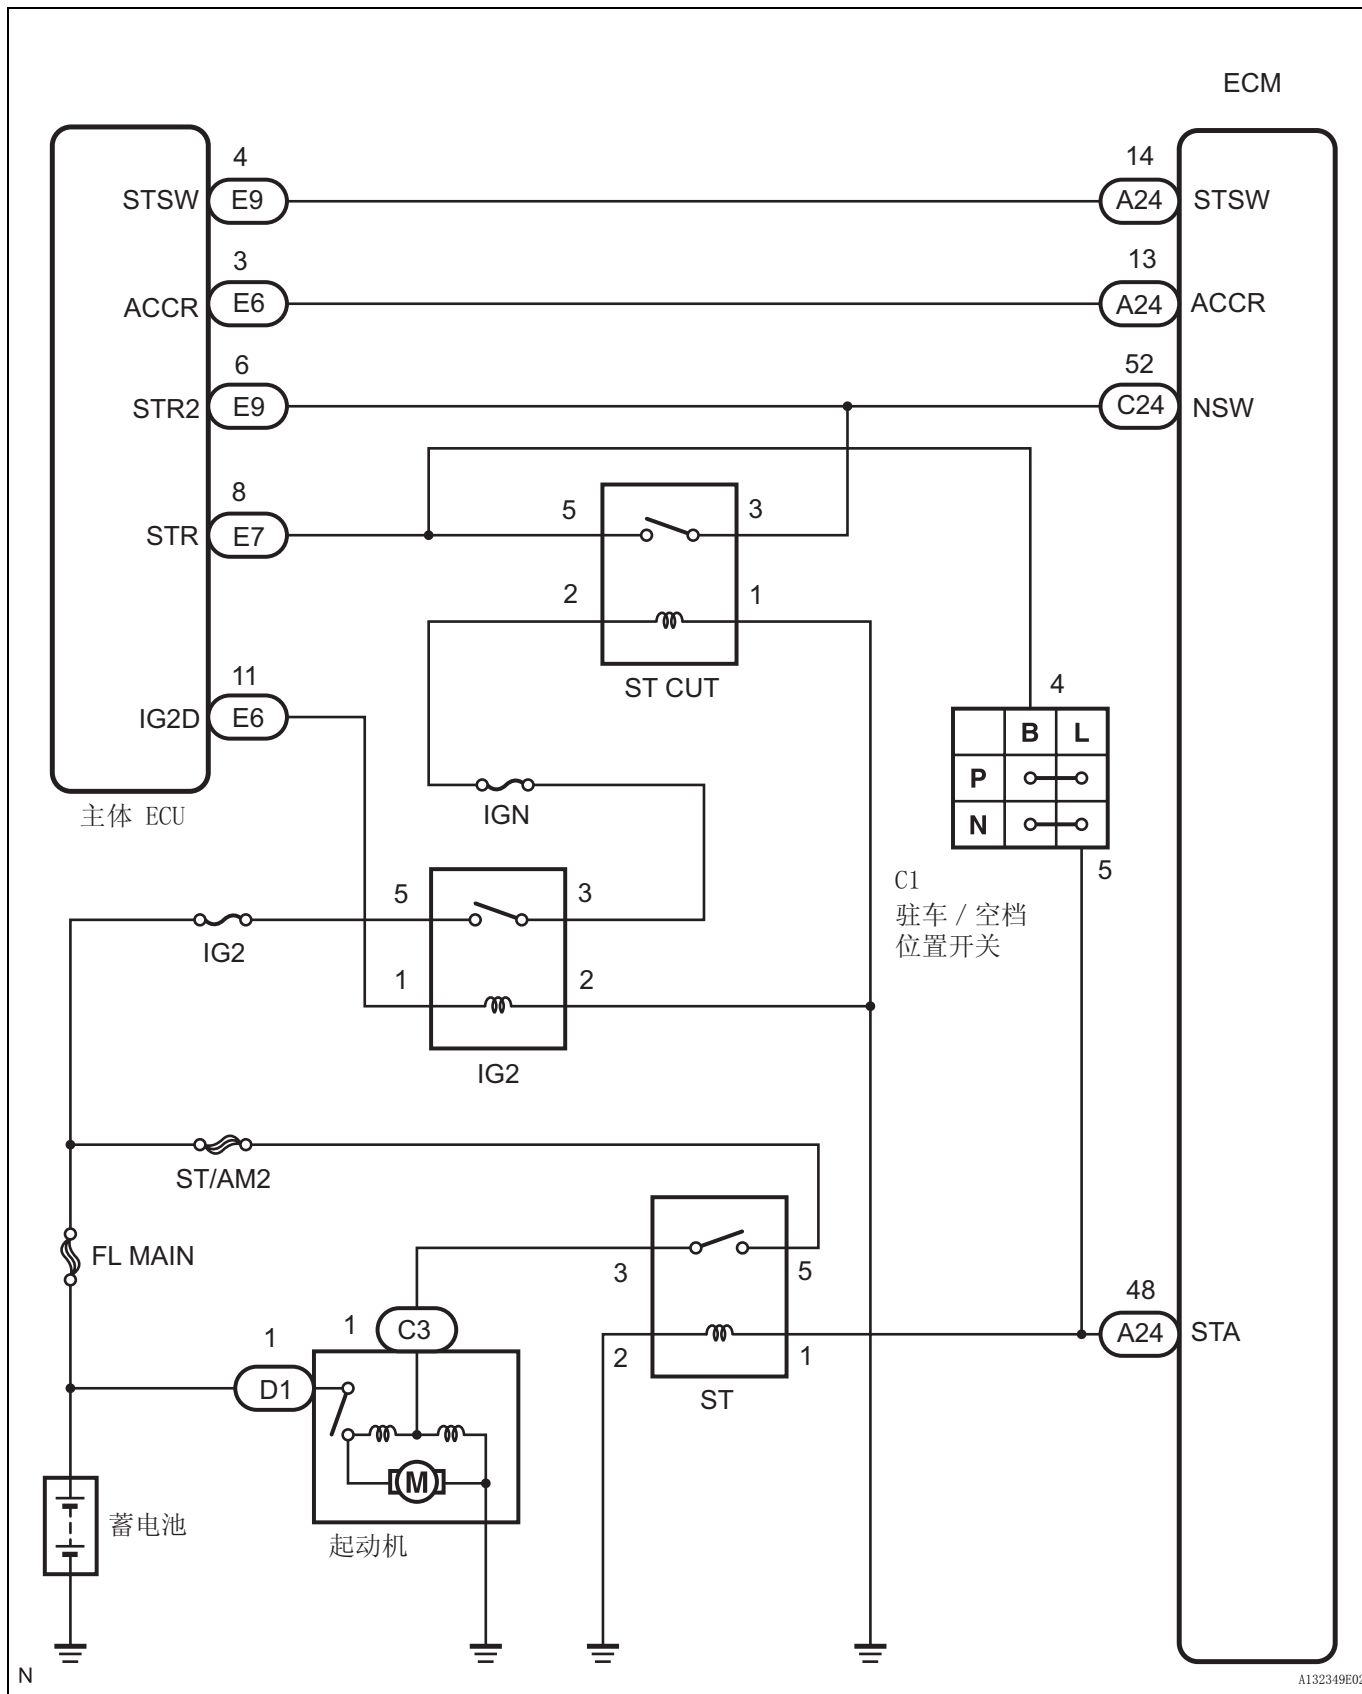 ECM
4
14
STSW
E9
A24
STSW
3
13
ACCR
E6
A24
ACCR
6
52
STR2
E9
C24
NSW
8
5
3
STR
E7
2
1
ST CUT
11
4
IG2D
E6
B L
P
N
主体 ECU
IGN
5
C1
驻车 / 空档
位置开关
5
3
IG2
1
2
IG2
ST/AM2
FL MAIN
3
5
48
A24
STA
1
1
C3
2
1
D1
ST
M
蓄电池
起动机
N
A132349E02